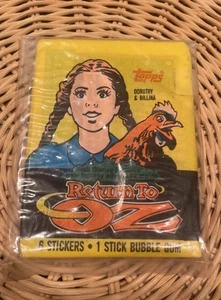 Topps
DOROTHY
& BILLINA
Return To
OZ
6 STICKERS • 1 STICK BUBBLE GUM